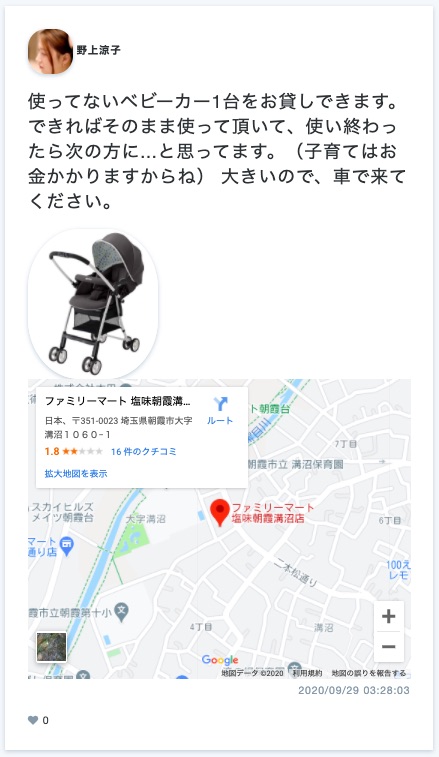 野上涼子
使ってないベビーカー1台をお貸しできます。
できればそのまま使って頂いて、使い終わっ
たら次の方に…と思ってます。（子育てはお
金かかりますからね） 大きいので、車で来て
ください。
ファミリーマート 塩味朝霞溝...
日本、〒351-0023 埼玉県朝霞市大字
溝沼１０６０−１
ルート
1.8
16 件のクチコミ
拡大地図を表示
ト朝霞台
7丁目
朝霞市立 溝沼保育園
スカイヒルズ
メイツ朝霞台
大字溝沼
ファミリーマート
塩味朝霞溝沼店
6丁目
マート
通り店
二本松通り
100え
レモ
霞市立朝霞第十小
4丁目
溝沼
Google
地図データ ©2020
利用規約
地図の誤りを報告する
2020/09/29 03:28:03
0